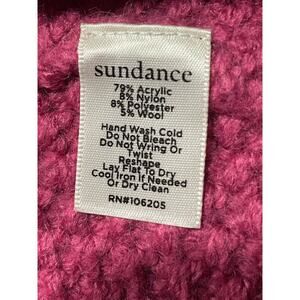 sundance
79% Acrylic
8% Nylon
8% Polyester
5% Wool
Hand Wash Cold
Do Not Bleach
Do Not Wring Or
Twist
Reshape
Lay Flat To Dry
Cool Iron if Needed
Or Dry Clean
RN#106205